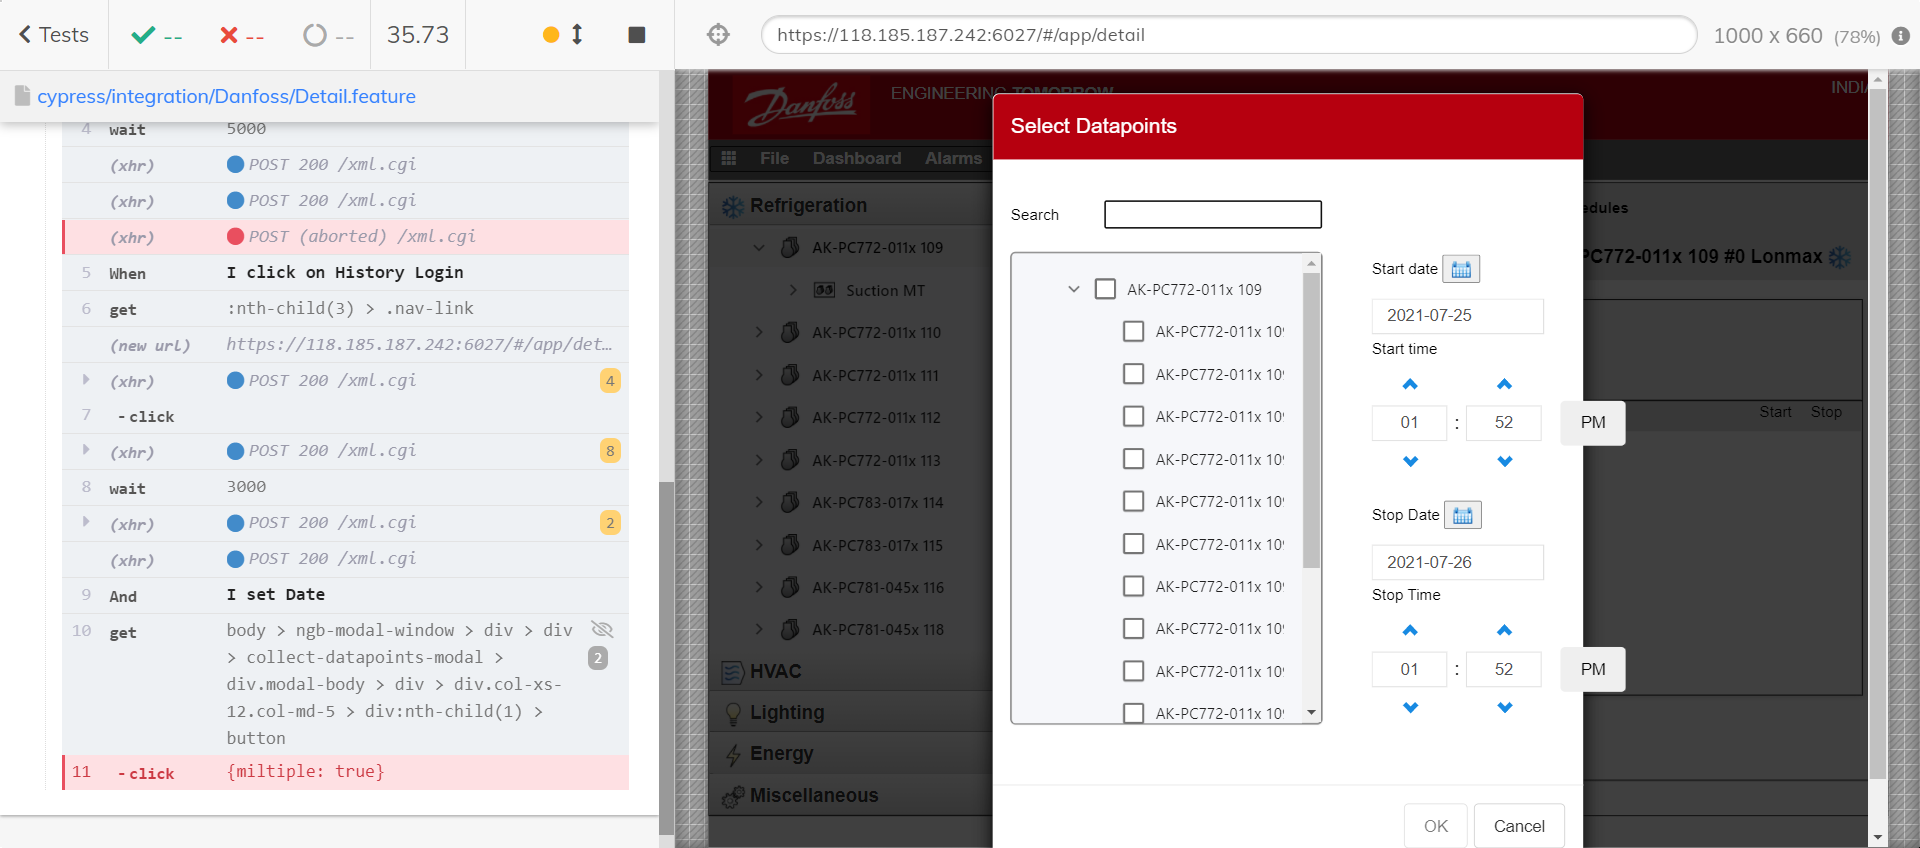 Tests
--
--
--
35.73
https://118.185.187.242:6027/#/app/detail
1000 x 660 (78%)
cypress/integration/Danfoss/Detail.feature
4 wait 5000
(xhr) POST 200 /xml.cgi
(xhr) POST 200 /xml.cgi
(xhr) POST (aborted) /xml.cgi
5 When I click on History Login
6 get :nth-child(3) > .nav-link
(new url) https://118.185.187.242:6027/#/app/det…
(xhr) POST 200 /xml.cgi 4
7 - click
(xhr) POST 200 /xml.cgi 8
8 wait 3000
(xhr) POST 200 /xml.cgi 2
(xhr) POST 200 /xml.cgi
9 And I set Date
10 get body > ngb-modal-window > div > div
> collect-datapoints-modal > 2
div.modal-body > div > div.col-xs-
12.col-md-5 > div:nth-child(1) >
button
11 - click {miltiple: true}
Danfoss
ENGINEERING TOMORROW
INDIA
File Dashboard Alarms
Refrigeration
AK-PC772-011x 109
Suction MT
AK-PC772-011x 110
AK-PC772-011x 111
AK-PC772-011x 112
AK-PC772-011x 113
AK-PC783-017x 114
AK-PC783-017x 115
AK-PC781-045x 116
AK-PC781-045x 118
HVAC
Lighting
Energy
Miscellaneous
edules
PC772-011x 109 #0 Lonmax
Start Stop
Select Datapoints
Search
AK-PC772-011x 109
AK-PC772-011x 109
AK-PC772-011x 109
AK-PC772-011x 109
AK-PC772-011x 109
AK-PC772-011x 109
AK-PC772-011x 109
AK-PC772-011x 109
AK-PC772-011x 109
AK-PC772-011x 109
AK-PC772-011x 109
Start date
2021-07-25
Start time
01 : 52 PM
Stop Date
2021-07-26
Stop Time
01 : 52 PM
OK Cancel